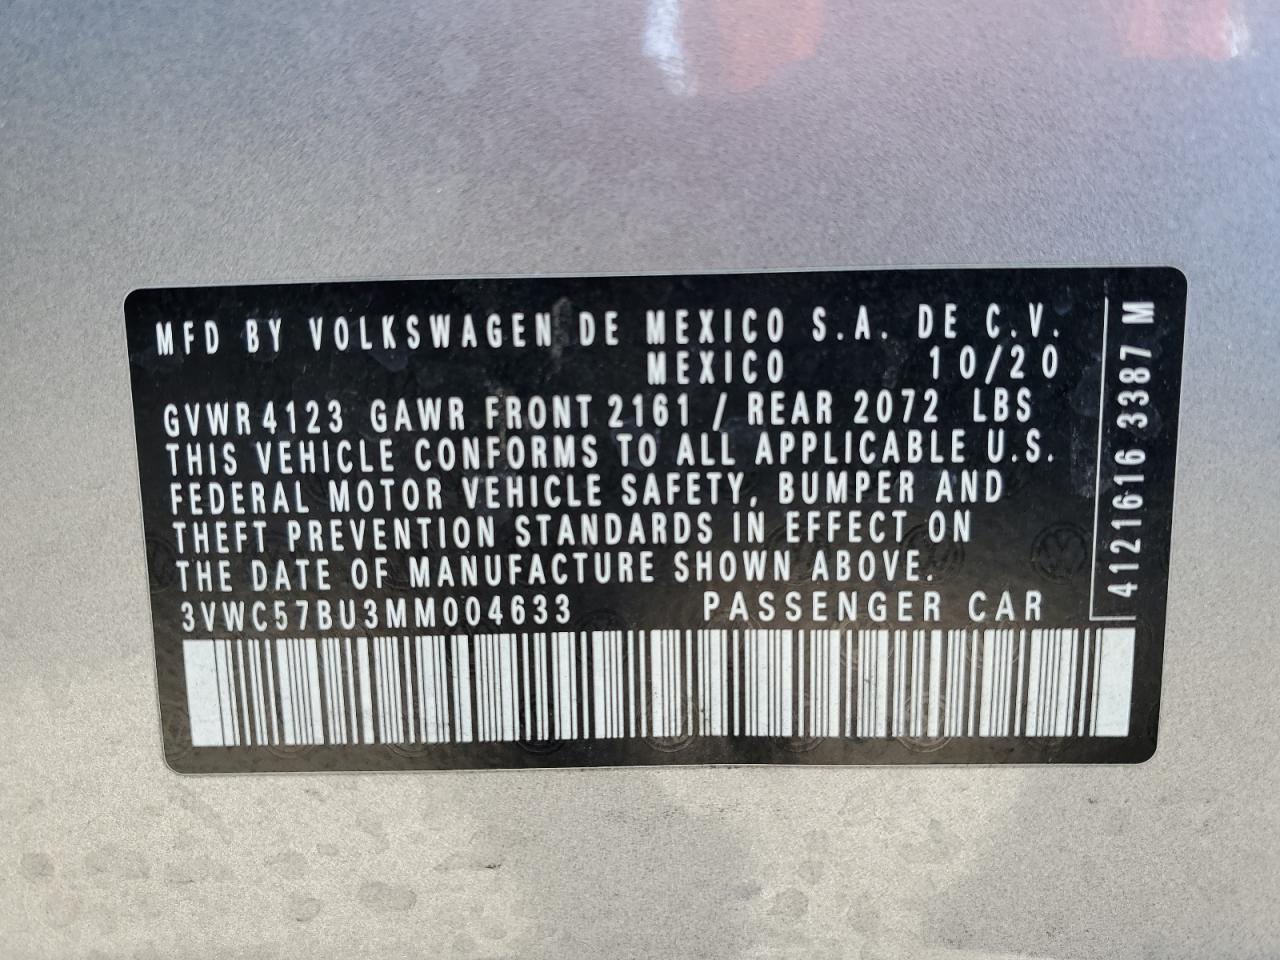 MFD BY VOLKSWAGEN DE MEXICO S.A. DE C.V.
MEXICO 10/20
GVWR 4123 GAWR FRONT 2161 / REAR 2072 LBS
THIS VEHICLE CONFORMS TO ALL APPLICABLE U.S.
FEDERAL MOTOR VEHICLE SAFETY, BUMPER AND
THEFT PREVENTION STANDARDS IN EFFECT ON
THE DATE OF MANUFACTURE SHOWN ABOVE.
3VWC57BU3MM004633 PASSENGER CAR
4121616 3387 M